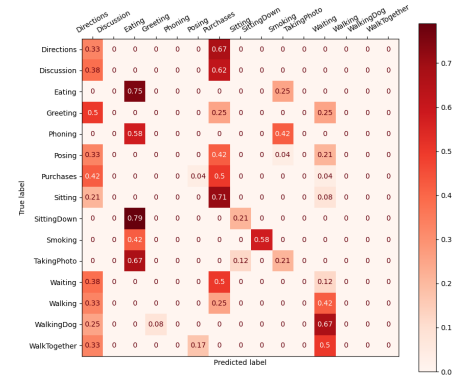 Directions Discussion Eating Greeting Phoning Posing Purchases Sitting SittingDown Smoking TakingPhoto Waiting Walking WalkingDog WalkTogether
Directions 0.33 0 0 0 0 0 0.67 0 0 0 0 0 0 0 0
Discussion 0.38 0 0 0 0 0 0.62 0 0 0 0 0 0 0 0
Eating 0 0 0.75 0 0 0 0 0 0 0.25 0 0 0 0 0
Greeting 0.5 0 0 0 0 0 0.25 0 0 0 0 0.25 0 0 0
Phoning 0 0 0.58 0 0 0 0 0 0 0.42 0 0 0 0 0
Posing 0.33 0 0 0 0 0 0.42 0 0 0.04 0 0.21 0 0 0
Purchases 0.42 0 0 0 0 0.04 0.5 0 0 0 0 0.04 0 0 0
Sitting 0.21 0 0 0 0 0 0.71 0 0 0 0 0.08 0 0 0
SittingDown 0 0 0.79 0 0 0 0 0.21 0 0 0 0 0 0 0
Smoking 0 0 0.42 0 0 0 0 0 0.58 0 0 0 0 0 0
TakingPhoto 0 0 0.67 0 0 0 0 0.12 0 0.21 0 0 0 0 0
Waiting 0.38 0 0 0 0 0 0.5 0 0 0 0 0.12 0 0 0
Walking 0.33 0 0 0 0 0 0.25 0 0 0 0 0.42 0 0 0
WalkingDog 0.25 0 0 0.08 0 0 0 0 0 0 0 0.67 0 0 0
WalkTogether 0.33 0 0 0 0 0.17 0 0 0 0 0 0.5 0 0 0
True label
Predicted label
0.7
0.6
0.5
0.4
0.3
0.2
0.1
0.0